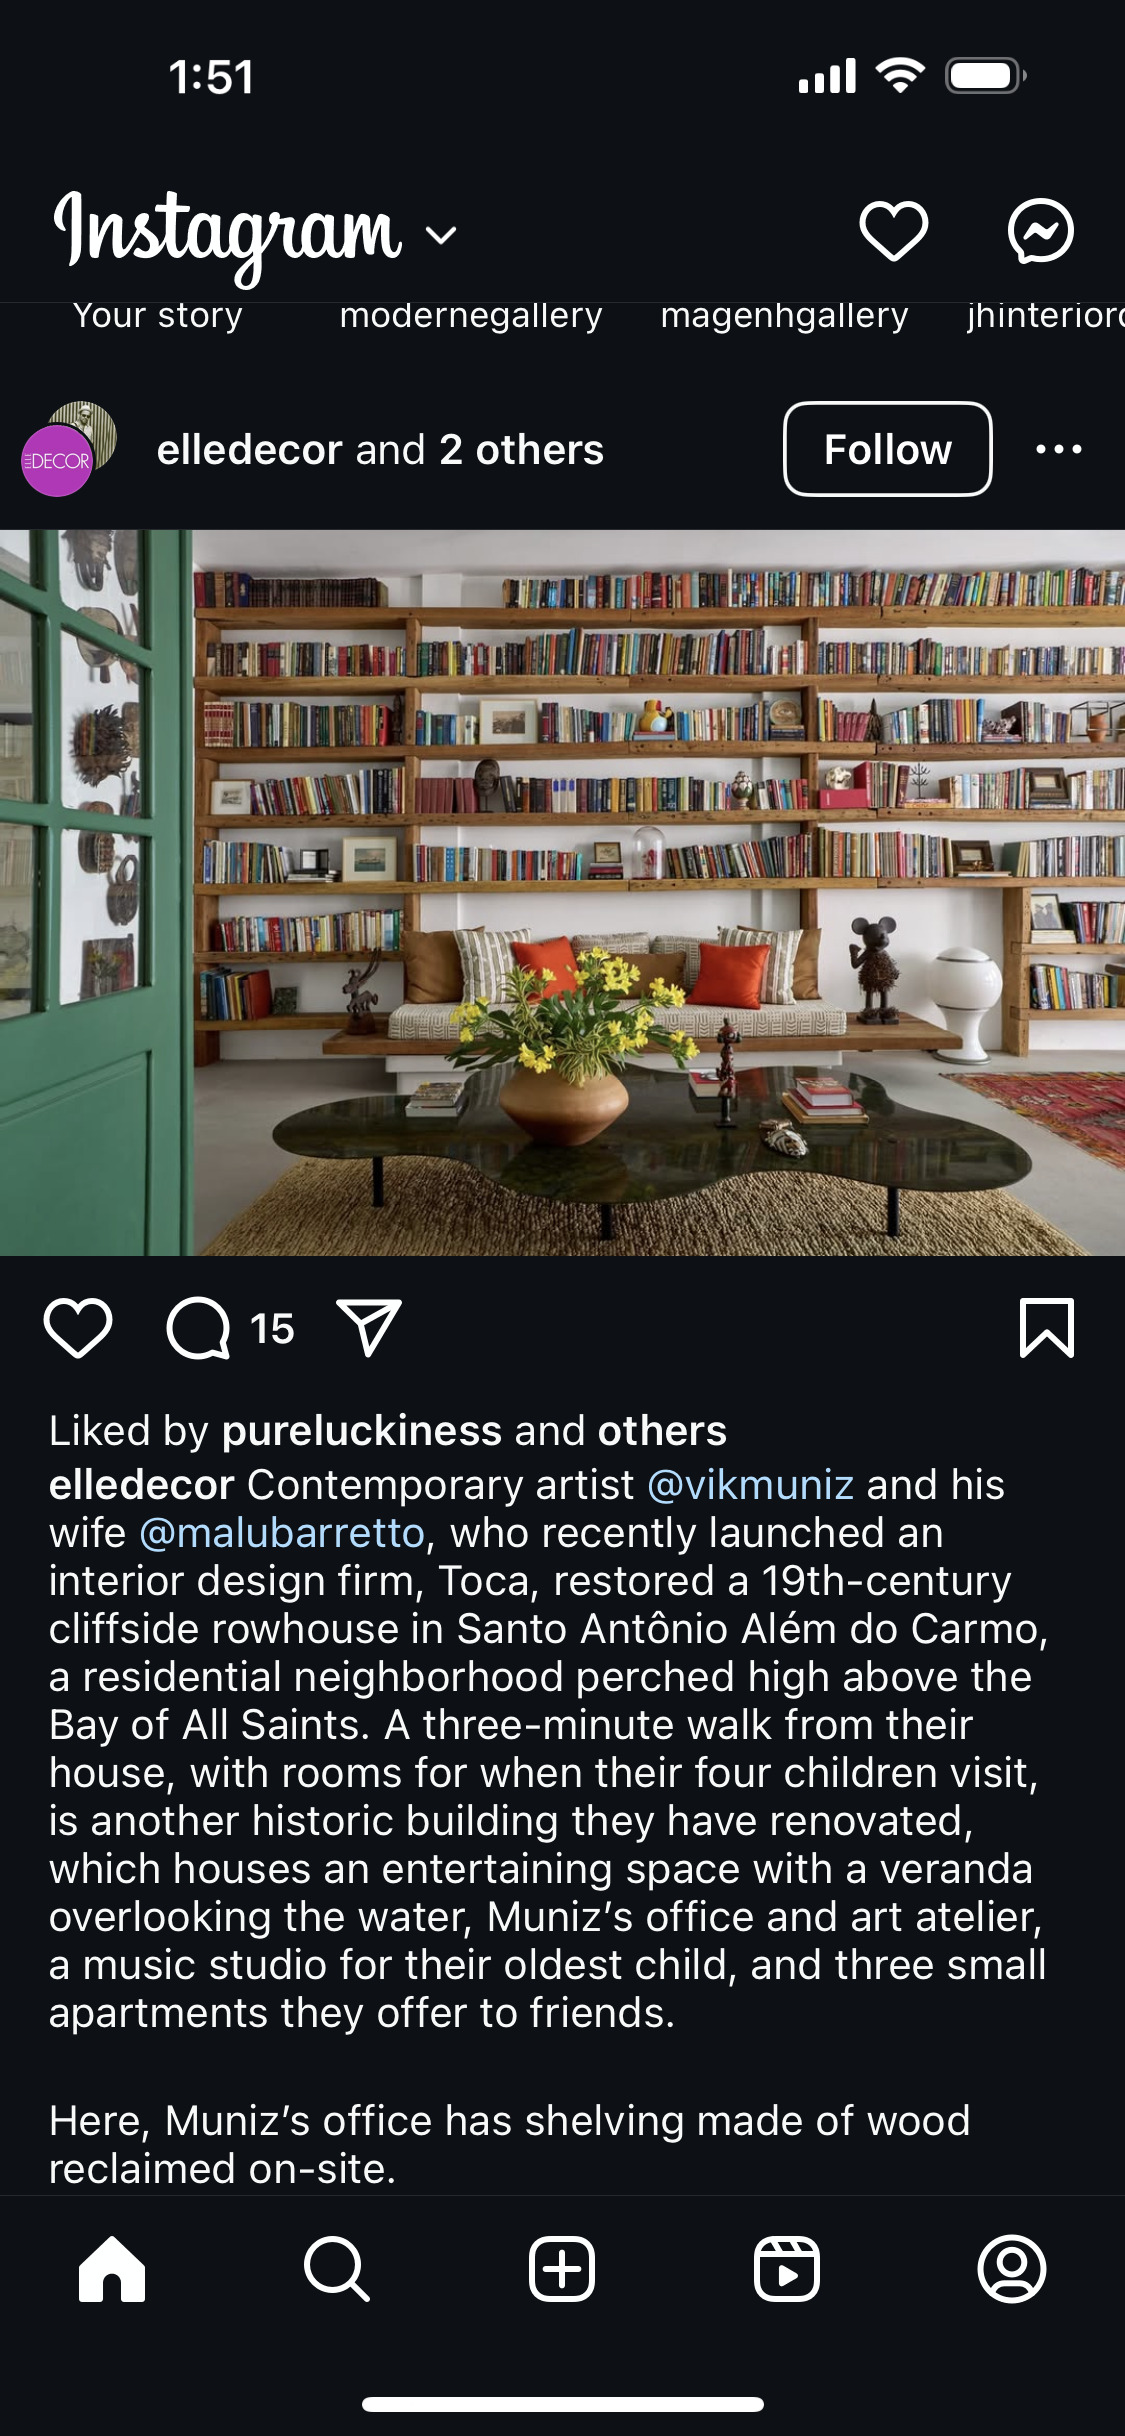 1:51
Instagram
Your story modernegallery magenhgallery jhinterior
DECOR
elledecor and 2 others Follow
15
Liked by pureluckiness and others
elledecor Contemporary artist @vikmuniz and his
wife @malubarretto, who recently launched an
interior design firm, Toca, restored a 19th-century
cliffside rowhouse in Santo Antônio Além do Carmo,
a residential neighborhood perched high above the
Bay of All Saints. A three-minute walk from their
house, with rooms for when their four children visit,
is another historic building they have renovated,
which houses an entertaining space with a veranda
overlooking the water, Muniz’s office and art atelier,
a music studio for their oldest child, and three small
apartments they offer to friends.
Here, Muniz’s office has shelving made of wood
reclaimed on-site.